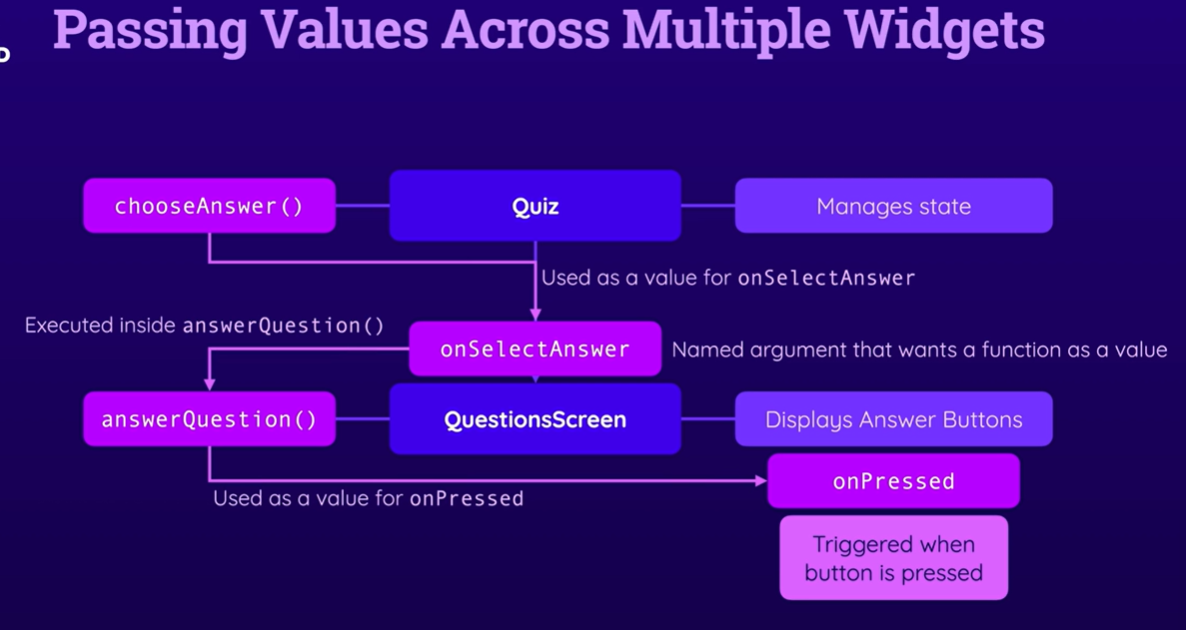 Passing Values Across Multiple Widgets
chooseAnswer()
Quiz
Manages state
Used as a value for onSelectAnswer
Executed inside answerQuestion()
onSelectAnswer
Named argument that wants a function as a value
answerQuestion()
QuestionsScreen
Displays Answer Buttons
onPressed
Used as a value for onPressed
Triggered when
button is pressed